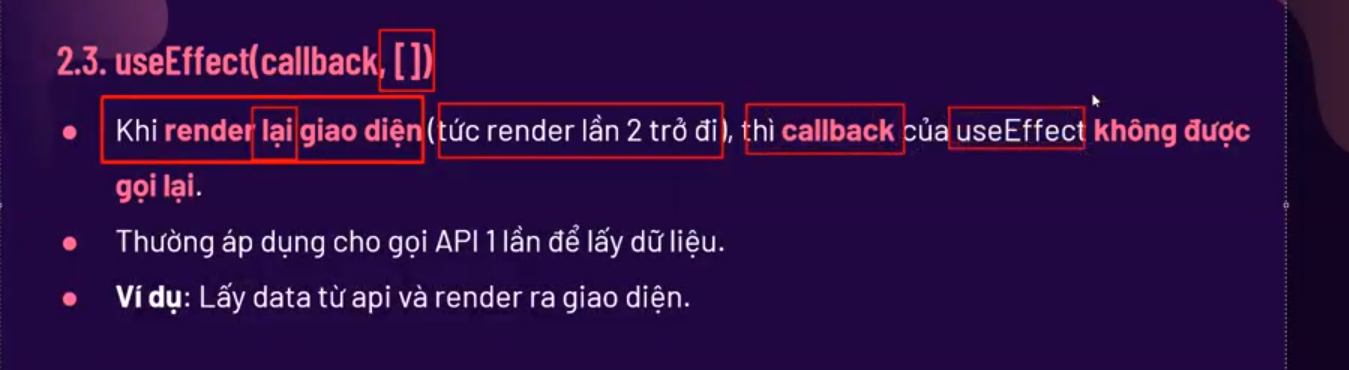 2.3. useEffect(callback, [])
Khi render lại giao diện (tức render lần 2 trở đi), thì callback của useEffect không được
gọi lại.
Thường áp dụng cho gọi API 1 lần để lấy dữ liệu.
Ví dụ: Lấy data từ api và render ra giao diện.